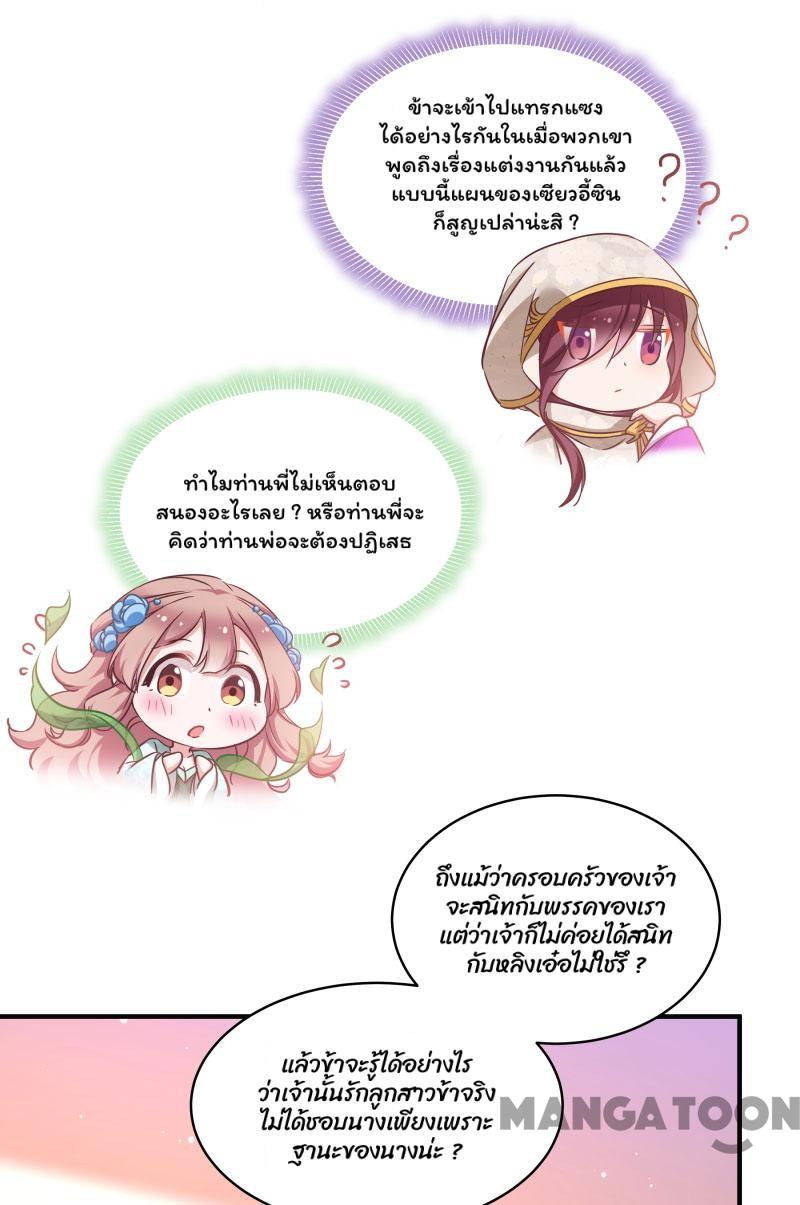 ข้าจะเข้าไปแทรกแซง
ได้อย่างไรกันในเมื่อพวกเขา
พูดถึงเรื่องแต่งงานกันแล้ว
แบบนี้แผนของเซียวอี้ซิน
ก็สูญเปล่าน่ะสิ ?
? ? ?
ทำไมท่านพี่ไม่เห็นตอบ
สนองอะไรเลย ? หรือท่านพี่จะ
คิดว่าท่านพ่อจะต้องปฏิเสธ
ถึงแม้ว่าครอบครัวของเจ้า
จะสนิทกับพรรคของเรา
แต่ว่าเจ้าก็ไม่ค่อยได้สนิท
กับหลิงเอ๋อไม่ใช่รึ ?
แล้วข้าจะรู้ได้อย่างไร
ว่าเจ้านั้นรักลูกสาวข้าจริง
ไม่ได้ชอบนางเพียงเพราะ
ฐานะของนางน่ะ ?
MANGATOON